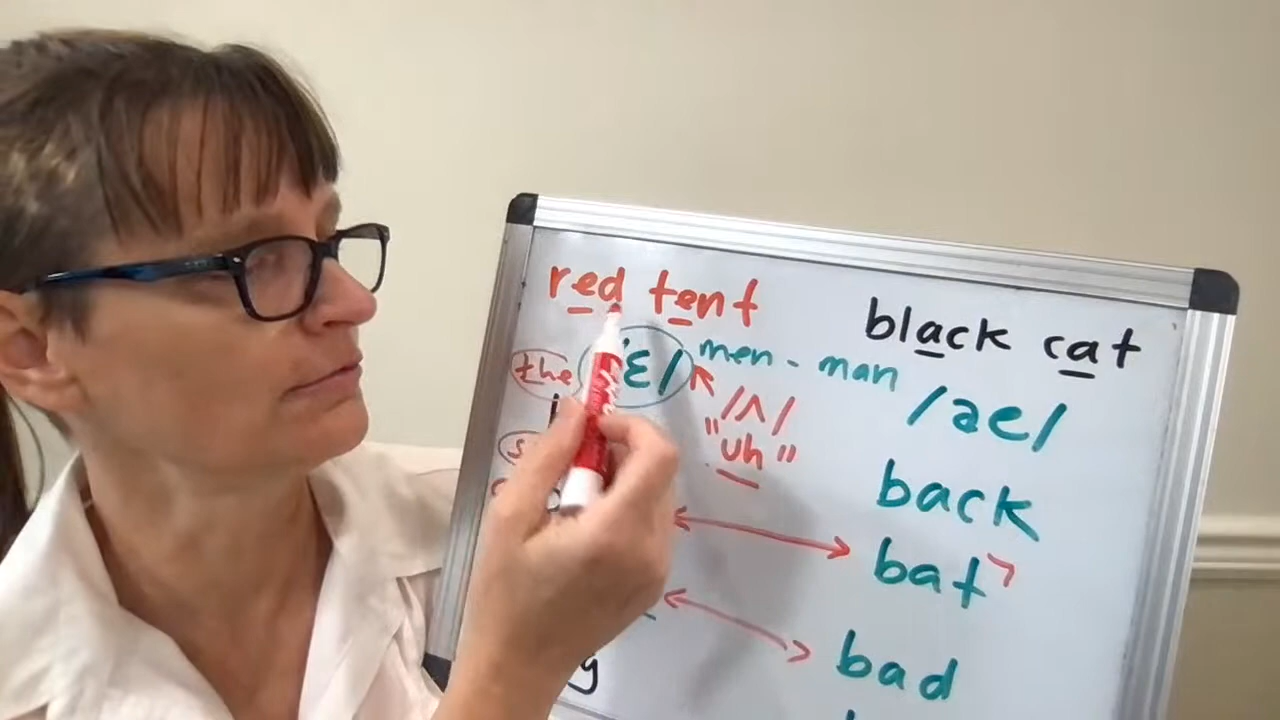 red tent
black cat
the /ɛ/ men - man
/ʌ/
/ae/
"uh"
back
bat
bad